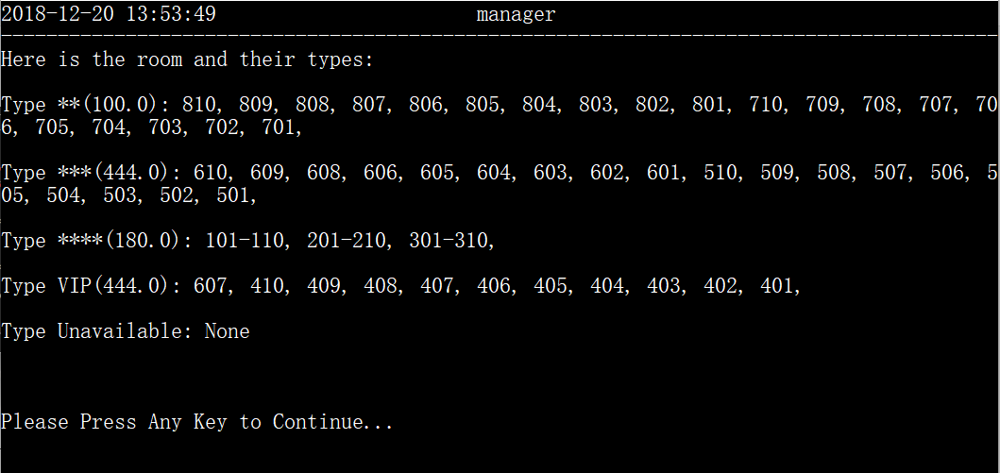 2018-12-20 13:53:49 manager
----------------------------------------------------------------------------------------
Here is the room and their types:
Type **(100.0): 810, 809, 808, 807, 806, 805, 804, 803, 802, 801, 710, 709, 708, 707, 70
6, 705, 704, 703, 702, 701,
Type ***(444.0): 610, 609, 608, 606, 605, 604, 603, 602, 601, 510, 509, 508, 507, 506, 5
05, 504, 503, 502, 501,
Type ****(180.0): 101-110, 201-210, 301-310,
Type VIP(444.0): 607, 410, 409, 408, 407, 406, 405, 404, 403, 402, 401,
Type Unavailable: None
Please Press Any Key to Continue...